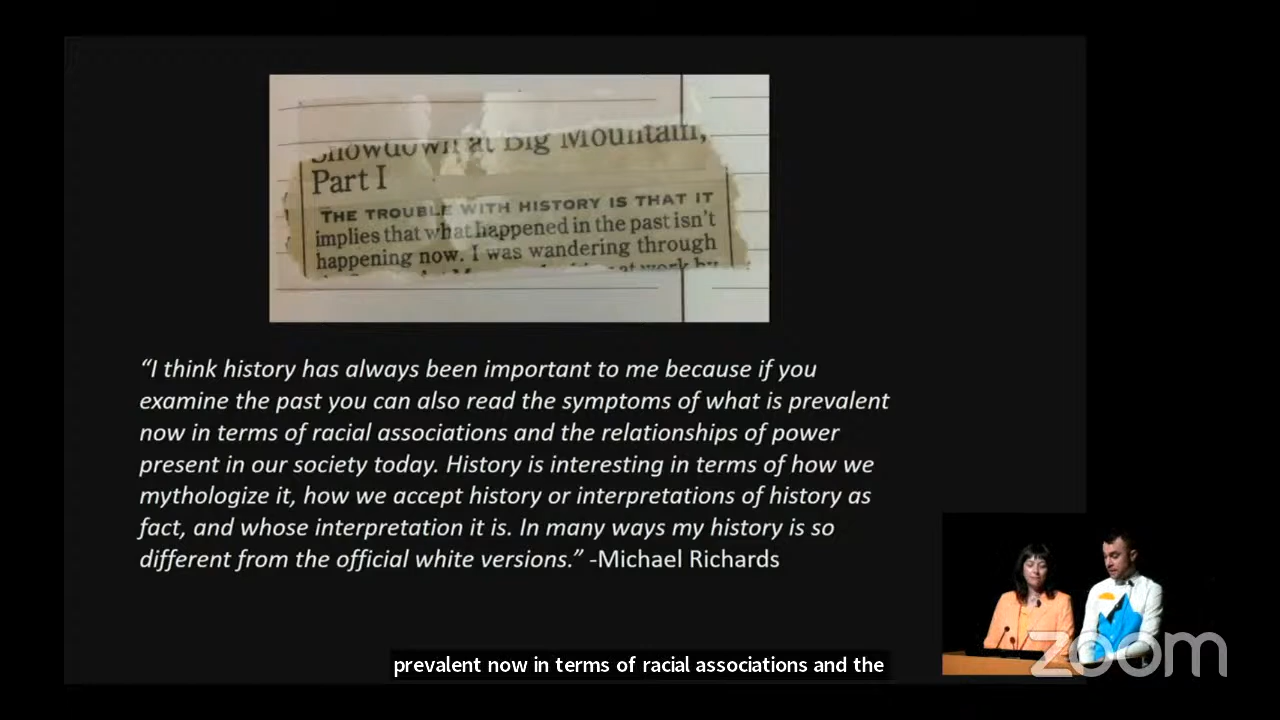 Showdown at Big Mountain,
Part I
THE TROUBLE WITH HISTORY IS THAT IT
implies that what happened in the past isn't
happening now. I was wandering through
at work by
“I think history has always been important to me because if you
examine the past you can also read the symptoms of what is prevalent
now in terms of racial associations and the relationships of power
present in our society today. History is interesting in terms of how we
mythologize it, how we accept history or interpretations of history as
fact, and whose interpretation it is. In many ways my history is so
different from the official white versions.” -Michael Richards
prevalent now in terms of racial associations and the
zoom